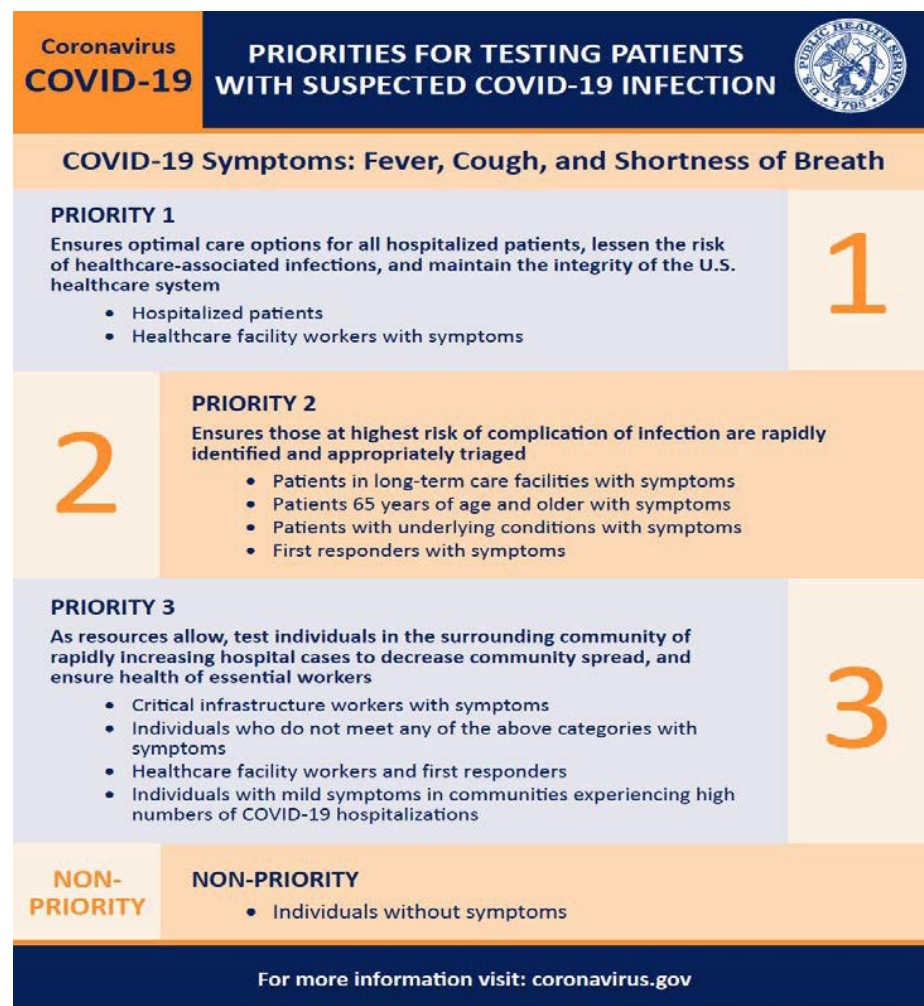 Coronavirus
COVID-19
PRIORITIES FOR TESTING PATIENTS
WITH SUSPECTED COVID-19 INFECTION
U.S. PUBLIC HEALTH SERVICE
• 1798 •
COVID-19 Symptoms: Fever, Cough, and Shortness of Breath
PRIORITY 1
Ensures optimal care options for all hospitalized patients, lessen the risk
of healthcare-associated infections, and maintain the integrity of the U.S.
healthcare system
• Hospitalized patients
• Healthcare facility workers with symptoms
1
2
PRIORITY 2
Ensures those at highest risk of complication of infection are rapidly
identified and appropriately triaged
• Patients in long-term care facilities with symptoms
• Patients 65 years of age and older with symptoms
• Patients with underlying conditions with symptoms
• First responders with symptoms
PRIORITY 3
As resources allow, test individuals in the surrounding community of
rapidly increasing hospital cases to decrease community spread, and
ensure health of essential workers
• Critical infrastructure workers with symptoms
• Individuals who do not meet any of the above categories with
symptoms
• Healthcare facility workers and first responders
• Individuals with mild symptoms in communities experiencing high
numbers of COVID-19 hospitalizations
3
NON-
PRIORITY
NON-PRIORITY
• Individuals without symptoms
For more information visit: coronavirus.gov